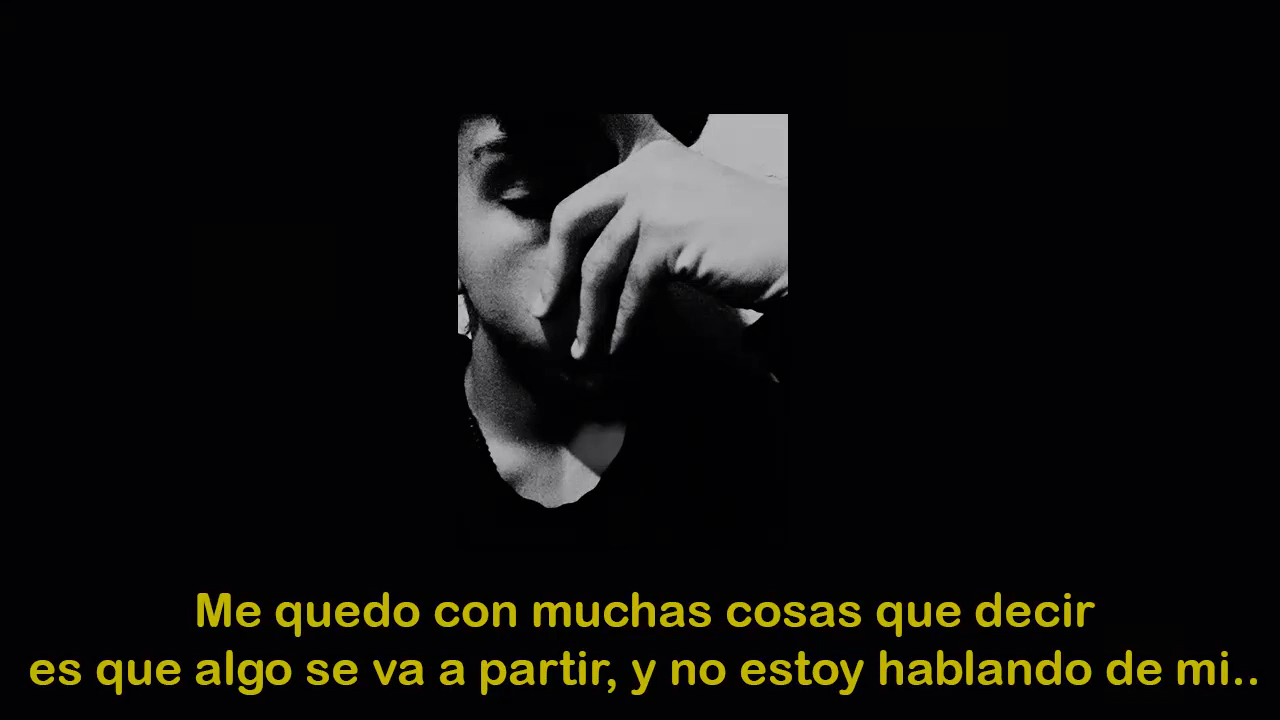 Me quedo con muchas cosas que decir
es que algo se va a partir, y no estoy hablando de mi..